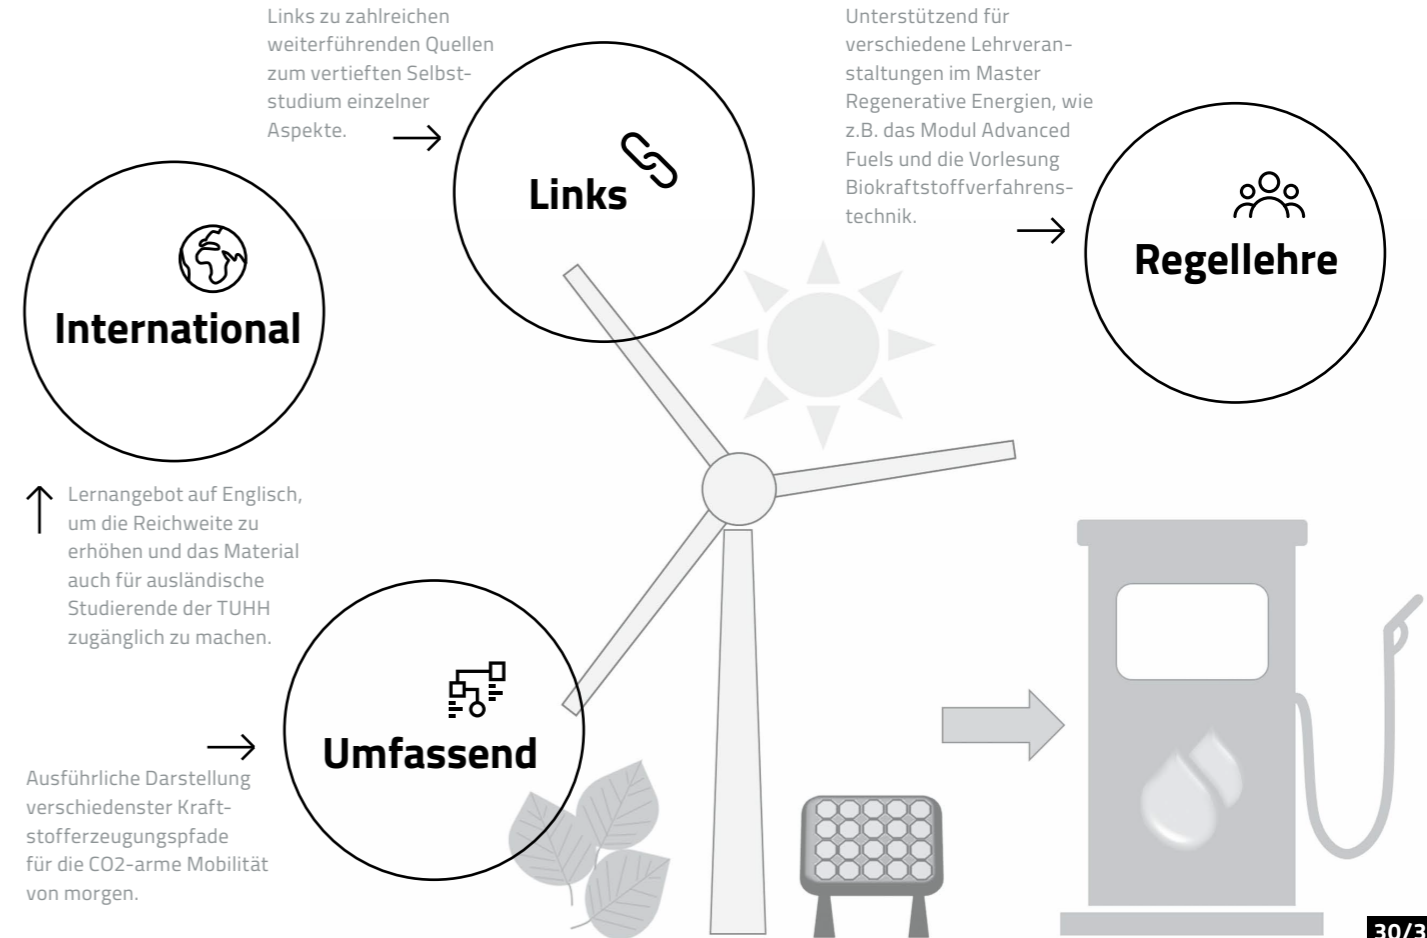 Links zu zahlreichen
weiterführenden Quellen
zum vertieften Selbst-
studium einzelner
Aspekte.
Links
Unterstützend für
verschiedene Lehrveran-
staltungen im Master
Regenerative Energien, wie
z.B. das Modul Advanced
Fuels und die Vorlesung
Biokraftstoffverfahrens-
technik.
Regellehre
International
Lernangebot auf Englisch,
um die Reichweite zu
erhöhen und das Material
auch für ausländische
Studierende der TUHH
zugänglich zu machen.
Umfassend
Ausführliche Darstellung
verschiedenster Kraft-
stofferzeugungspfade
für die CO2-arme Mobilität
von morgen.
30/3